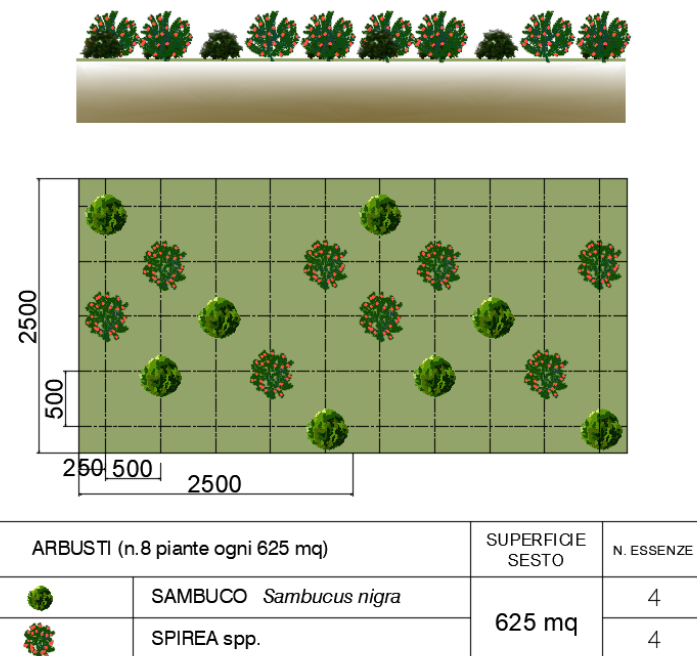 2500
500
250 500
2500
ARBUSTI (n.8 piante ogni 625 mq)
SUPERFICIE
SESTO
N. ESSENZE
SAMBUCO Sambucus nigra
625 mq
4
SPIREA spp.
4